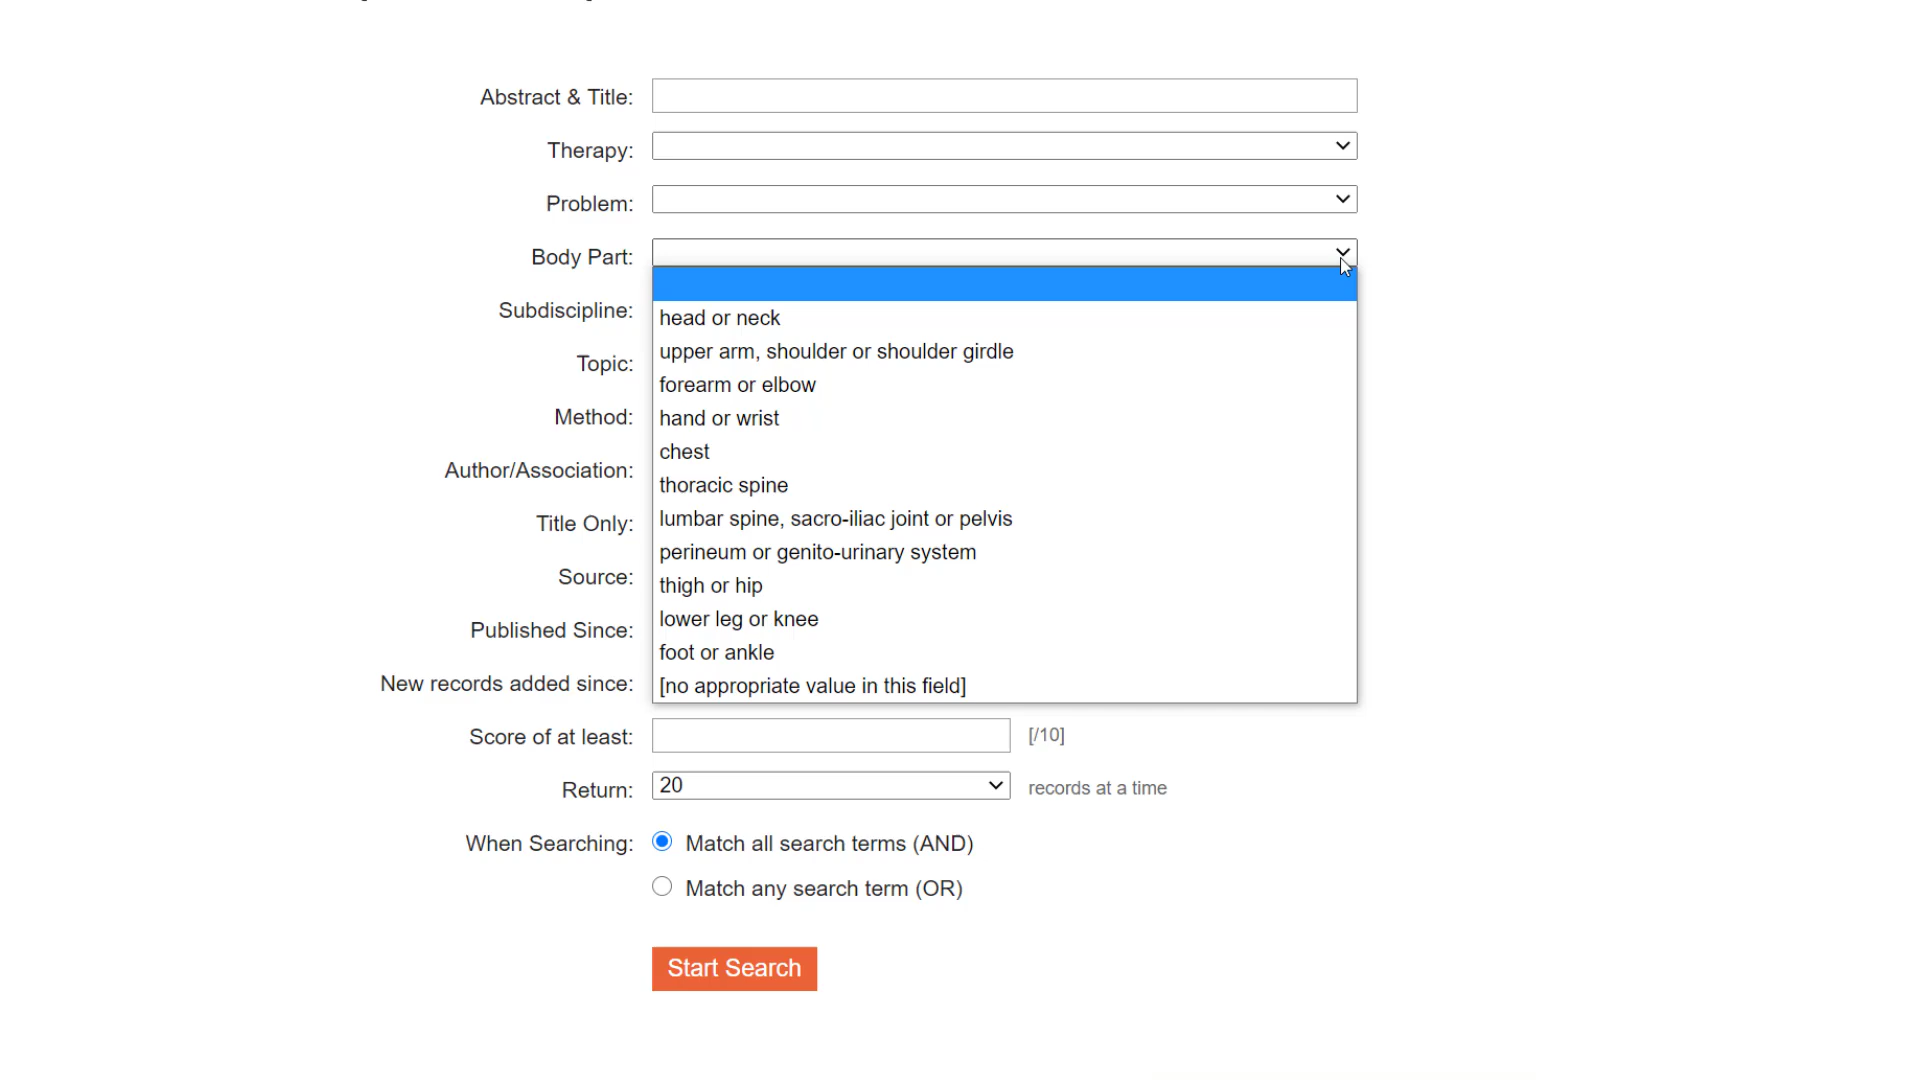 Abstract & Title:
Therapy:
Problem:
Body Part:
Subdiscipline:
head or neck
upper arm, shoulder or shoulder girdle
Topic:
forearm or elbow
Method:
hand or wrist
chest
Author/Association:
thoracic spine
Title Only:
lumbar spine, sacro-iliac joint or pelvis
perineum or genito-urinary system
Source:
thigh or hip
Published Since:
lower leg or knee
foot or ankle
New records added since:
[no appropriate value in this field]
Score of at least: [/10]
Return: 20 records at a time
When Searching: Match all search terms (AND)
Match any search term (OR)
Start Search